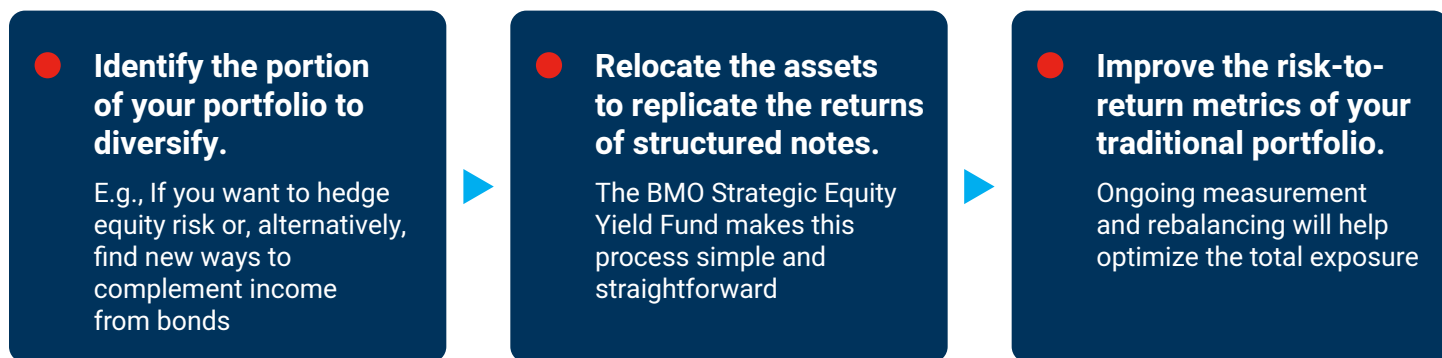 Identify the portion
of your portfolio to
diversify.
E.g., If you want to hedge
equity risk or, alternatively,
find new ways to
complement income
from bonds
Relocate the assets
to replicate the returns
of structured notes.
The BMO Strategic Equity
Yield Fund makes this
process simple and
straightforward
Improve the risk-to-
return metrics of your
traditional portfolio.
Ongoing measurement
and rebalancing will help
optimize the total exposure